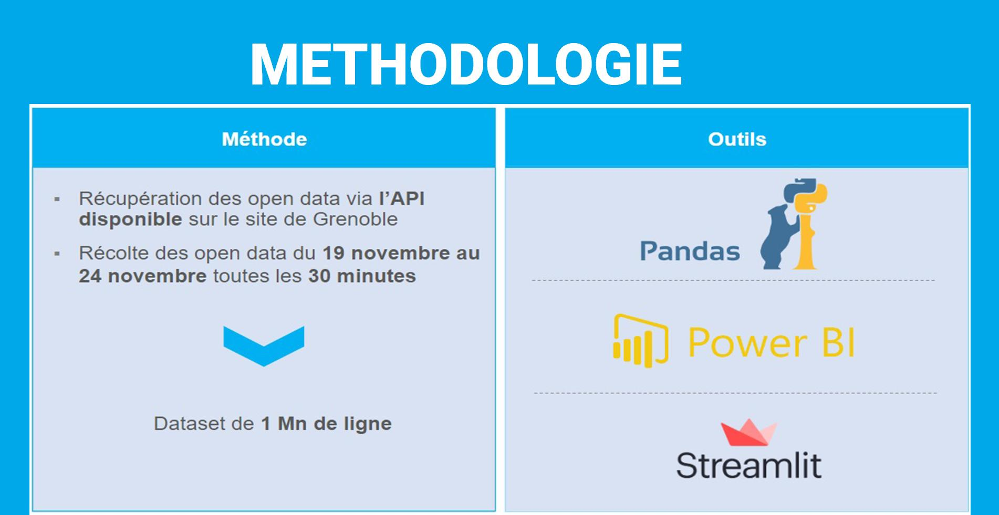 METHODOLOGIE
Méthode
▪ Récupération des open data via l’API
disponible sur le site de Grenoble
▪ Récolte des open data du 19 novembre au
24 novembre toutes les 30 minutes
Dataset de 1 Mn de ligne
Outils
Pandas
Power BI
Streamlit